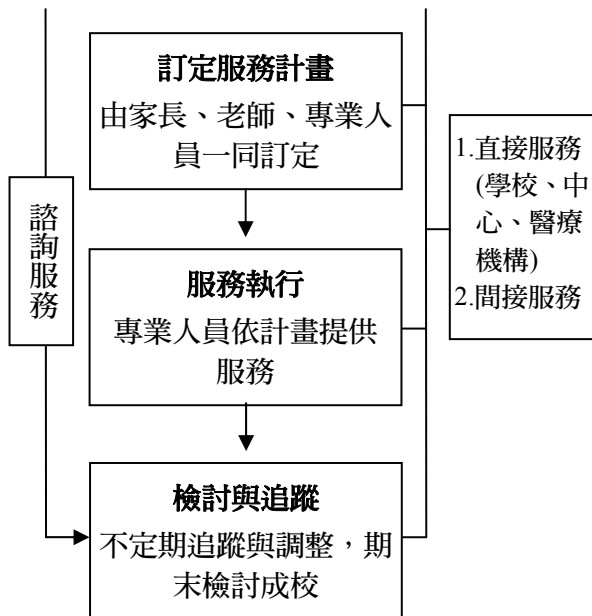 訂定服務計畫
由家長、老師、專業人
員一同訂定
諮詢服務
1.直接服務
(學校、中
心、醫療
機構)
2.間接服務
服務執行
專業人員依計畫提供
服務
檢討與追蹤
不定期追蹤與調整，期
末檢討成校